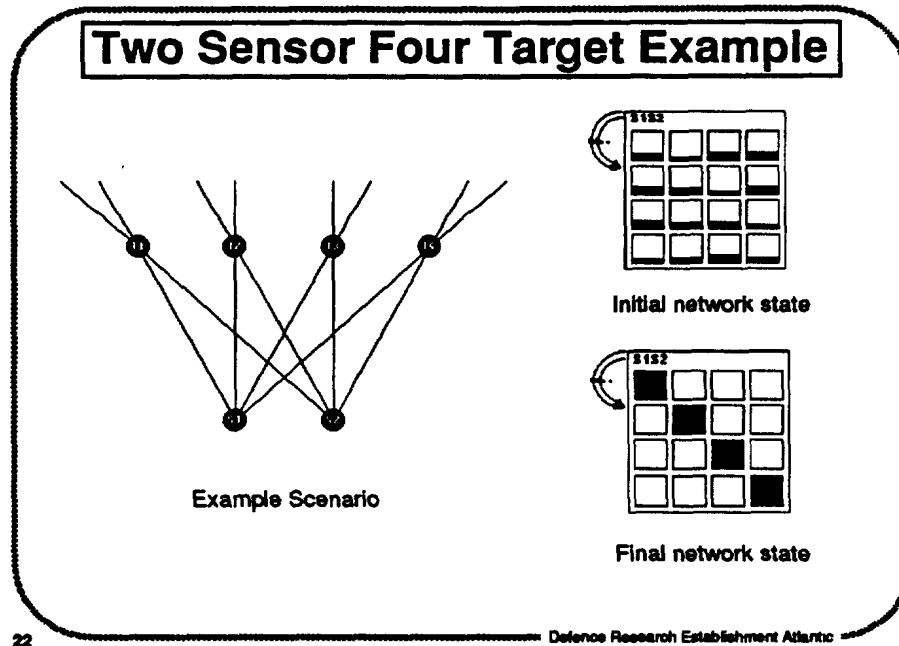 Two Sensor Four Target Example
S1S2
Initial network state
S1S2
Example Scenario
Final network state
22
Defence Research Establishment Atlantic